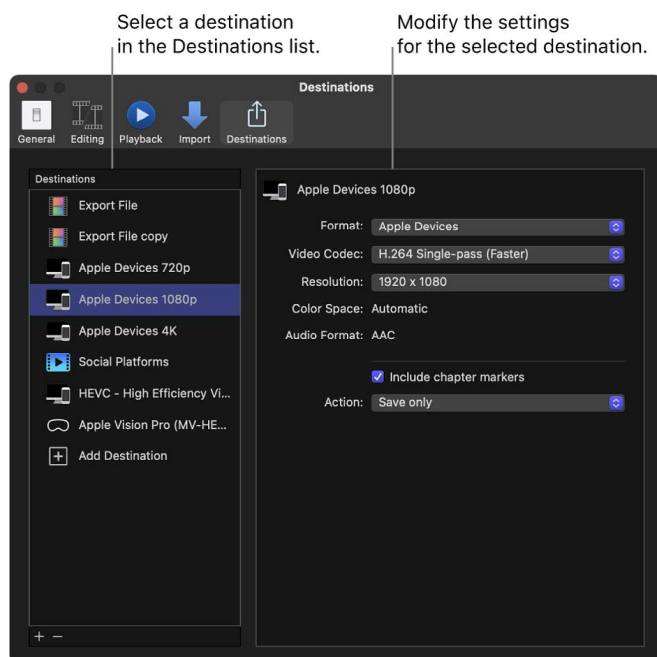 Select a destination
in the Destinations list.
Modify the settings
for the selected destination.
Destinations
General
Editing
Playback
Import
Destinations
Destinations
Export File
Export File copy
Apple Devices 720p
Apple Devices 1080p
Apple Devices 4K
Social Platforms
HEVC - High Efficiency Vi...
Apple Vision Pro (MV-HE...
Add Destination
Apple Devices 1080p
Format: Apple Devices
Video Codec: H.264 Single-pass (Faster)
Resolution: 1920 x 1080
Color Space: Automatic
Audio Format: AAC
Include chapter markers
Action: Save only